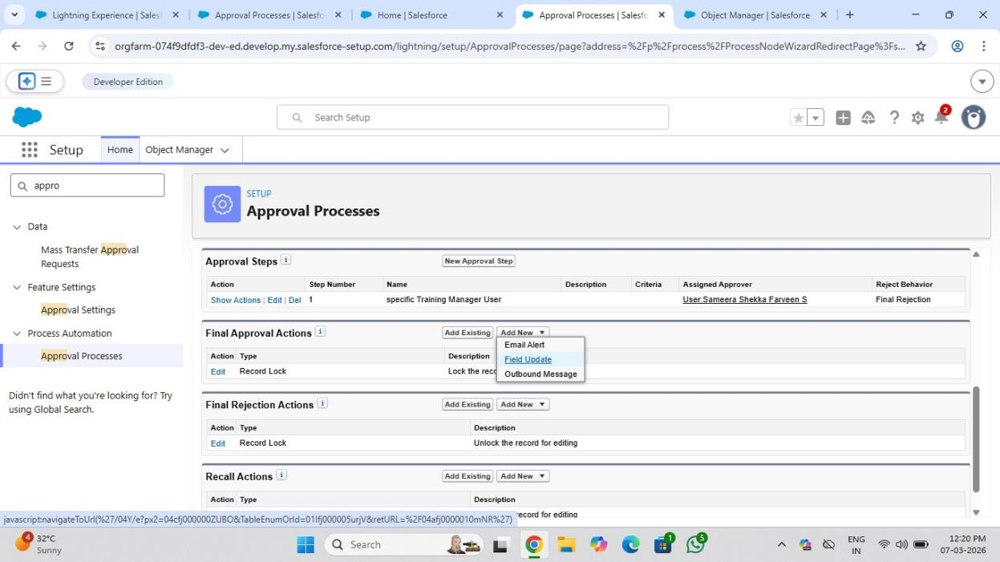 Lightning Experience | Salesf
Approval Processes | Salesfo
Home | Salesforce
Approval Processes | Salesfo
Object Manager | Salesforce
orgfarm-074f9dfdf3-dev-ed.develop.my.salesforce-setup.com/lightning/setup/ApprovalProcesses/page?address=%2Fp%2Fprocess%2FProcessNodeWizardRedirectPage%3Fs...
Developer Edition
Search Setup
2
Setup
Home
Object Manager
appro
Data
Mass Transfer Approval
Requests
Feature Settings
Approval Settings
Process Automation
Approval Processes
Didn't find what you're looking for? Try
using Global Search.
SETUP
Approval Processes
Approval Steps i New Approval Step
Action Step Number Name Description Criteria Assigned Approver Reject Behavior
Show Actions | Edit | Del 1 specific Training Manager User User:Sameera Shekka Farveen S Final Rejection
Final Approval Actions i Add Existing Add New
Email Alert
Field Update
Outbound Message
Action Type Description
Edit Record Lock Lock the reco
Final Rejection Actions i Add Existing Add New
Action Type Description
Edit Record Lock Unlock the record for editing
Recall Actions i Add Existing Add New
Action Type Description
cord for editing
javascript:navigateToUrl(%27/04Y/e?px2=04cfj000000ZUBO&TableEnumOrId=01Ifj000005urjV&retURL=%2F04afj0000010mNR%27)
4
32°C
Sunny
Search
1
5
ENG
IN
12:20 PM
07-03-2026